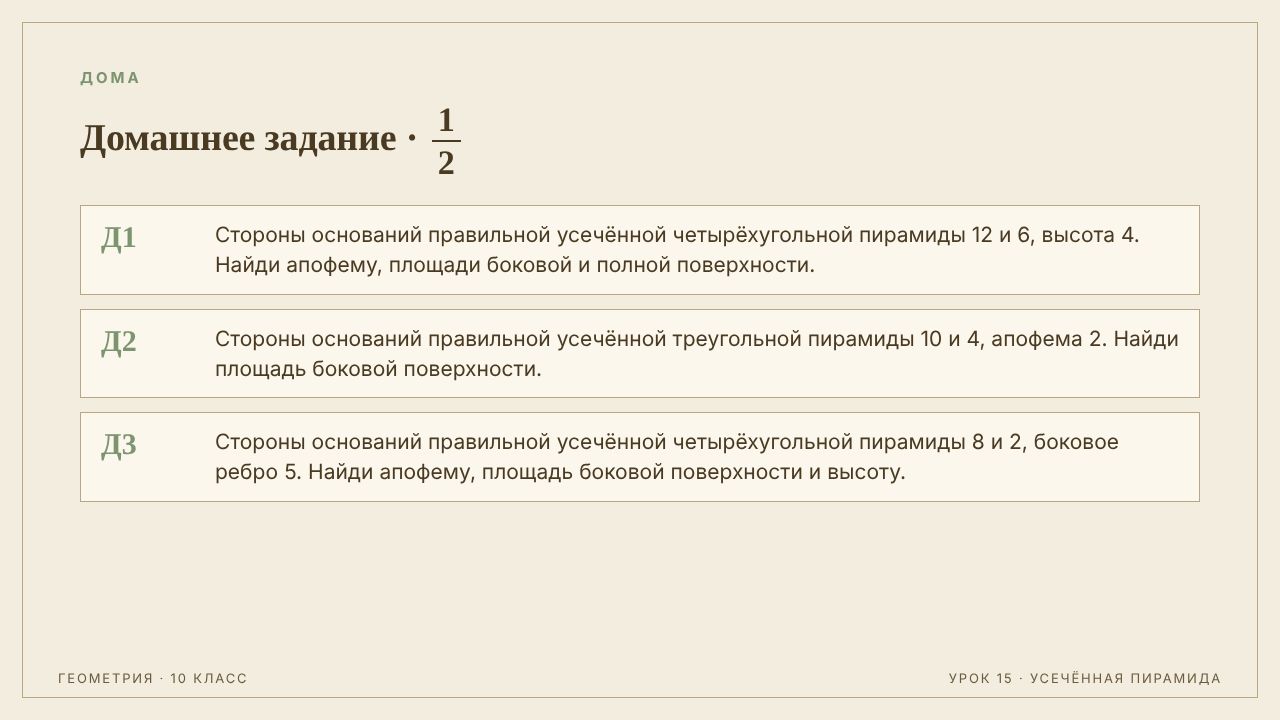 ДОМА
Домашнее задание · 1/2
Д1
Стороны оснований правильной усечённой четырёхугольной пирамиды 12 и 6, высота 4.
Найди апофему, площади боковой и полной поверхности.
Д2
Стороны оснований правильной усечённой треугольной пирамиды 10 и 4, апофема 2. Найди
площадь боковой поверхности.
Д3
Стороны оснований правильной усечённой четырёхугольной пирамиды 8 и 2, боковое
ребро 5. Найди апофему, площадь боковой поверхности и высоту.
ГЕОМЕТРИЯ · 10 КЛАСС
УРОК 15 · УСЕЧЁННАЯ ПИРАМИДА